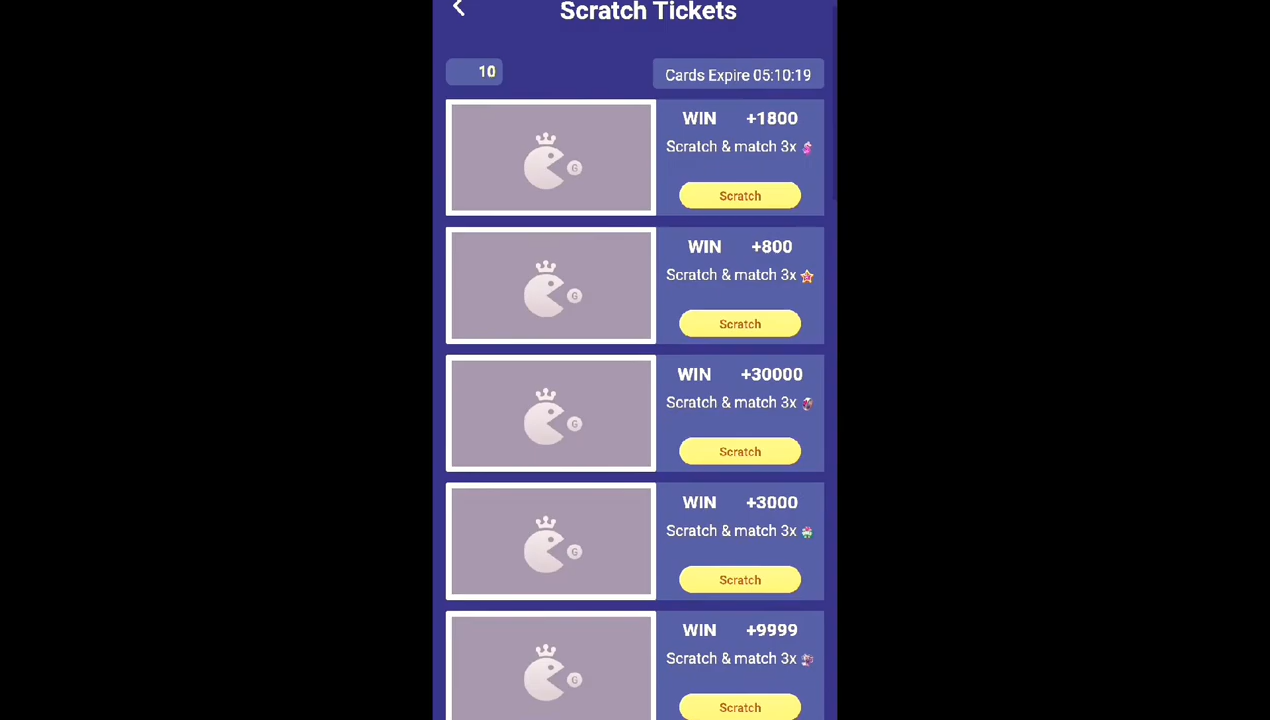 Scratch Tickets
10
Cards Expire 05:10:19
WIN +1800
Scratch & match 3x
Scratch
G
WIN +800
Scratch & match 3x
Scratch
G
WIN +30000
Scratch & match 3x
Scratch
G
WIN +3000
Scratch & match 3x
Scratch
G
WIN +9999
Scratch & match 3x
Scratch
G